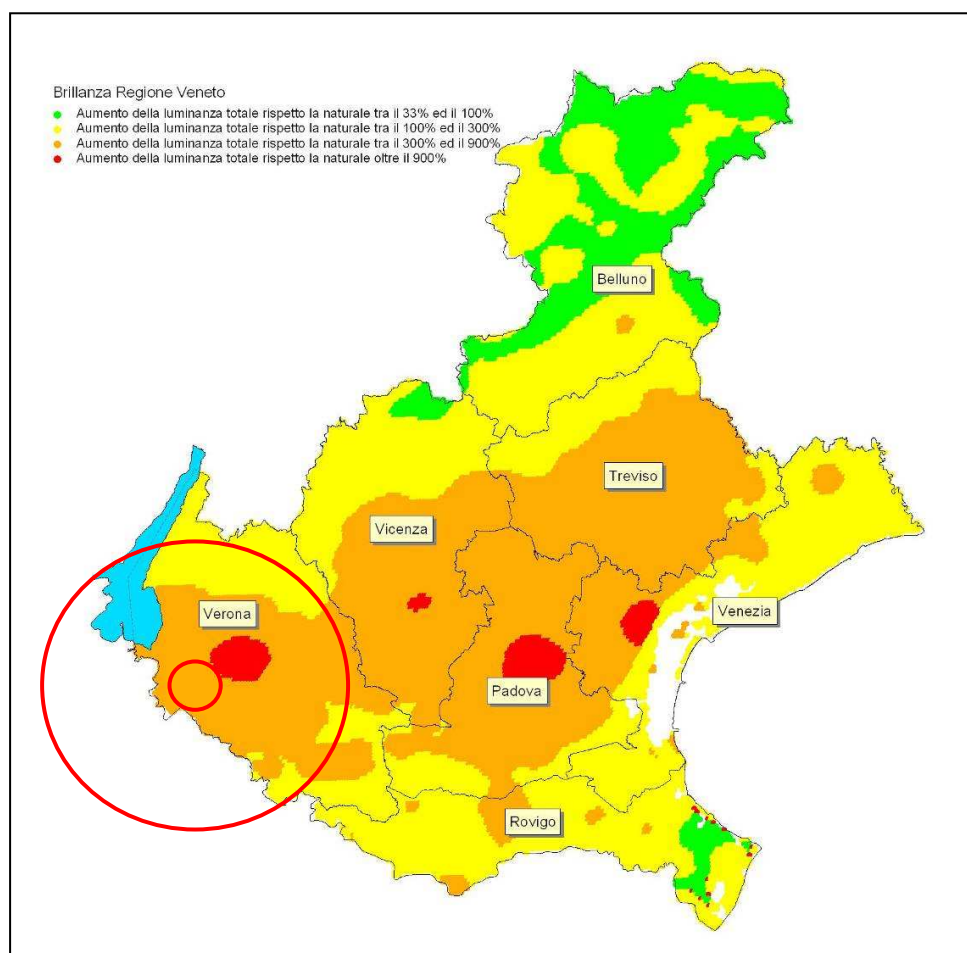 Brillanza Regione Veneto
Aumento della luminanza totale rispetto la naturale tra il 33% ed il 100%
Aumento della luminanza totale rispetto la naturale tra il 100% ed il 300%
Aumento della luminanza totale rispetto la naturale tra il 300% ed il 900%
Aumento della luminanza totale rispetto la naturale oltre il 900%
Belluno
Treviso
Vicenza
Verona
Venezia
Padova
Rovigo